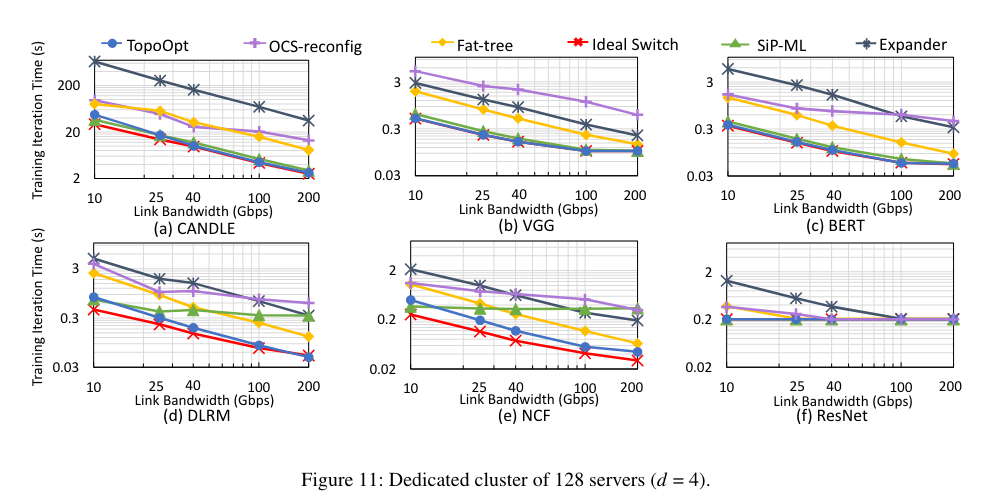 TopoOpt OCS-reconfig Fat-tree Ideal Switch SiP-ML Expander
Training Iteration Time (s)
200
20
2
10 25 40 100 200
Link Bandwidth (Gbps)
(a) CANDLE
3
0.3
0.03
10 25 40 100 200
Link Bandwidth (Gbps)
(b) VGG
3
0.3
0.03
10 25 40 100 200
Link Bandwidth (Gbps)
(c) BERT
Training Iteration Time (s)
3
0.3
0.03
10 25 40 100 200
Link Bandwidth (Gbps)
(d) DLRM
2
0.2
0.02
10 25 40 100 200
Link Bandwidth (Gbps)
(e) NCF
2
0.2
0.02
10 25 40 100 200
Link Bandwidth (Gbps)
(f) ResNet
Figure 11: Dedicated cluster of 128 servers (d = 4).